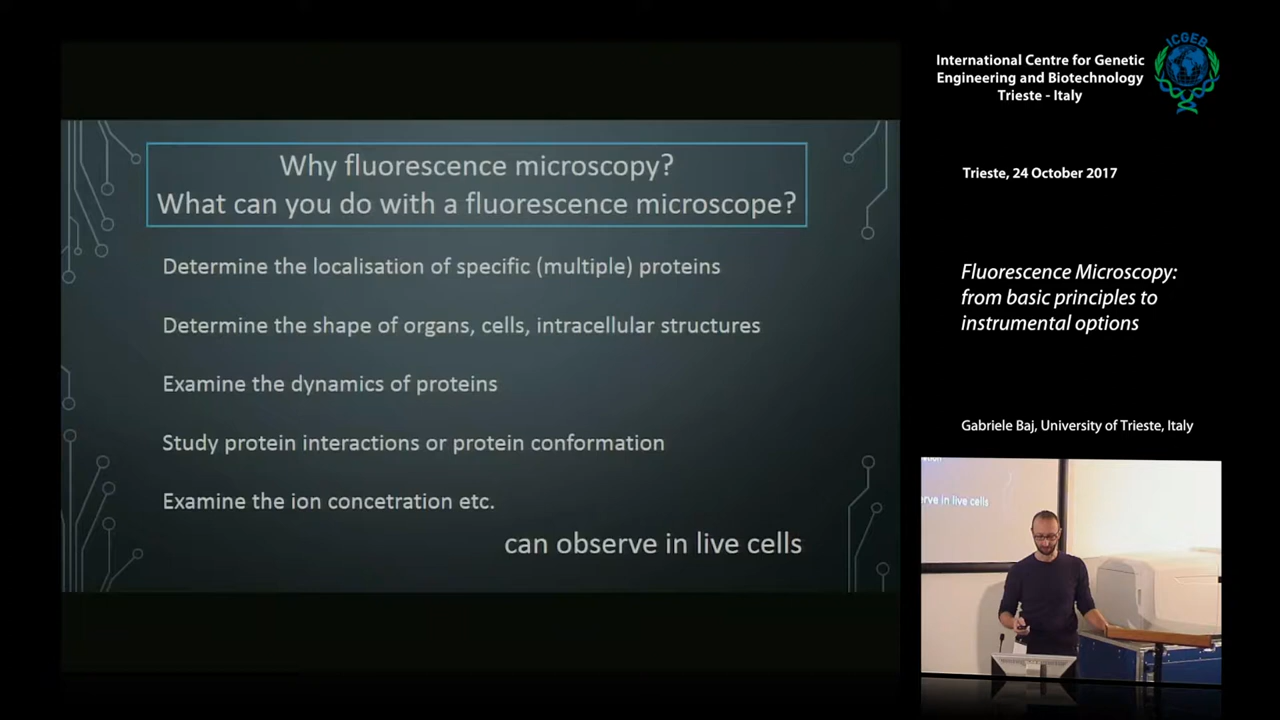 Why fluorescence microscopy?
What can you do with a fluorescence microscope?
Determine the localisation of specific (multiple) proteins
Determine the shape of organs, cells, intracellular structures
Examine the dynamics of proteins
Study protein interactions or protein conformation
Examine the ion concetration etc.
can observe in live cells
International Centre for Genetic
Engineering and Biotechnology
Trieste - Italy
ICGEB
Trieste, 24 October 2017
Fluorescence Microscopy:
from basic principles to
instrumental options
Gabriele Baj, University of Trieste, Italy
rve in live cells